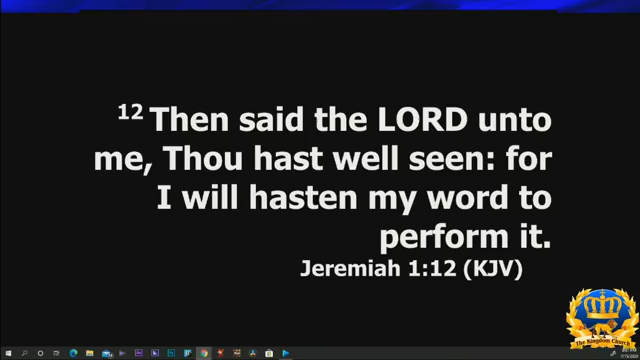 12 Then said the LORD unto
me, Thou hast well seen: for
I will hasten my word to
perform it.
Jeremiah 1:12 (KJV)
The Kingdom Church